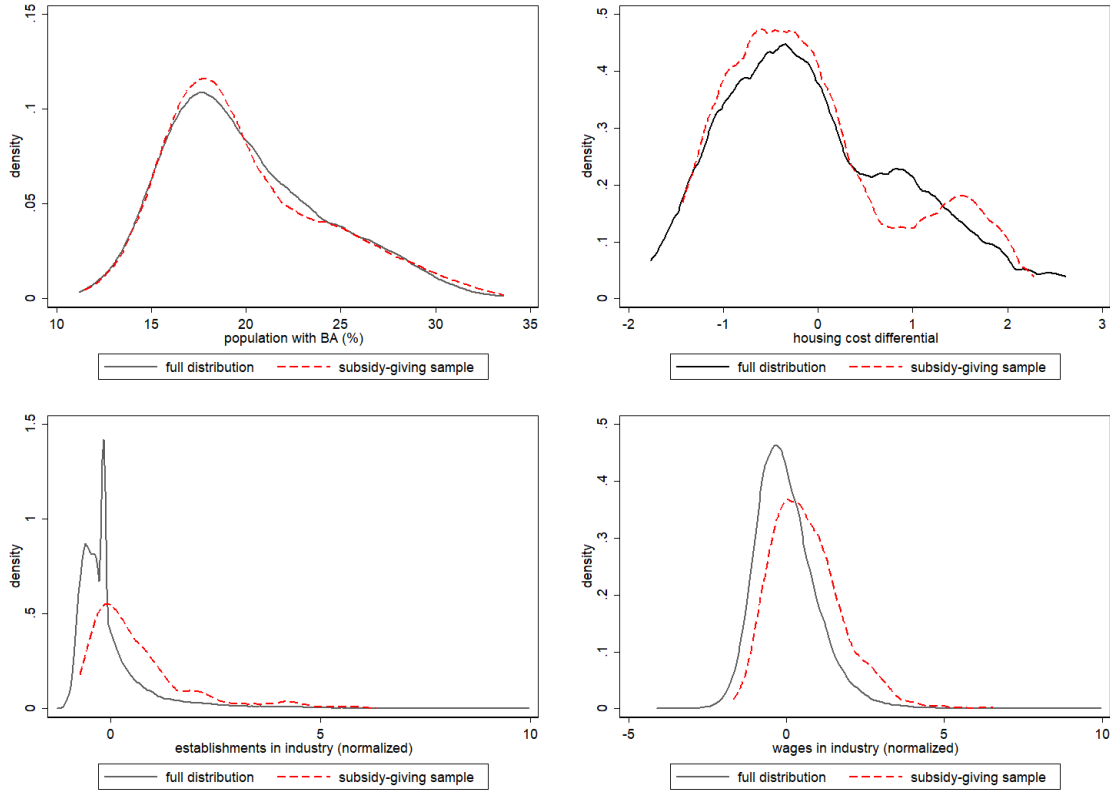 .15
.1
.05
0
density
10 15 20 25 30 35
population with BA (%)
full distribution subsidy-giving sample
.5
.4
.3
.2
.1
0
density
-2 -1 0 1 2 3
housing cost differential
full distribution subsidy-giving sample
1.5
1
.5
0
density
0 5 10
establishments in industry (normalized)
full distribution subsidy-giving sample
.5
.4
.3
.2
.1
0
density
-5 0 5 10
wages in industry (normalized)
full distribution subsidy-giving sample